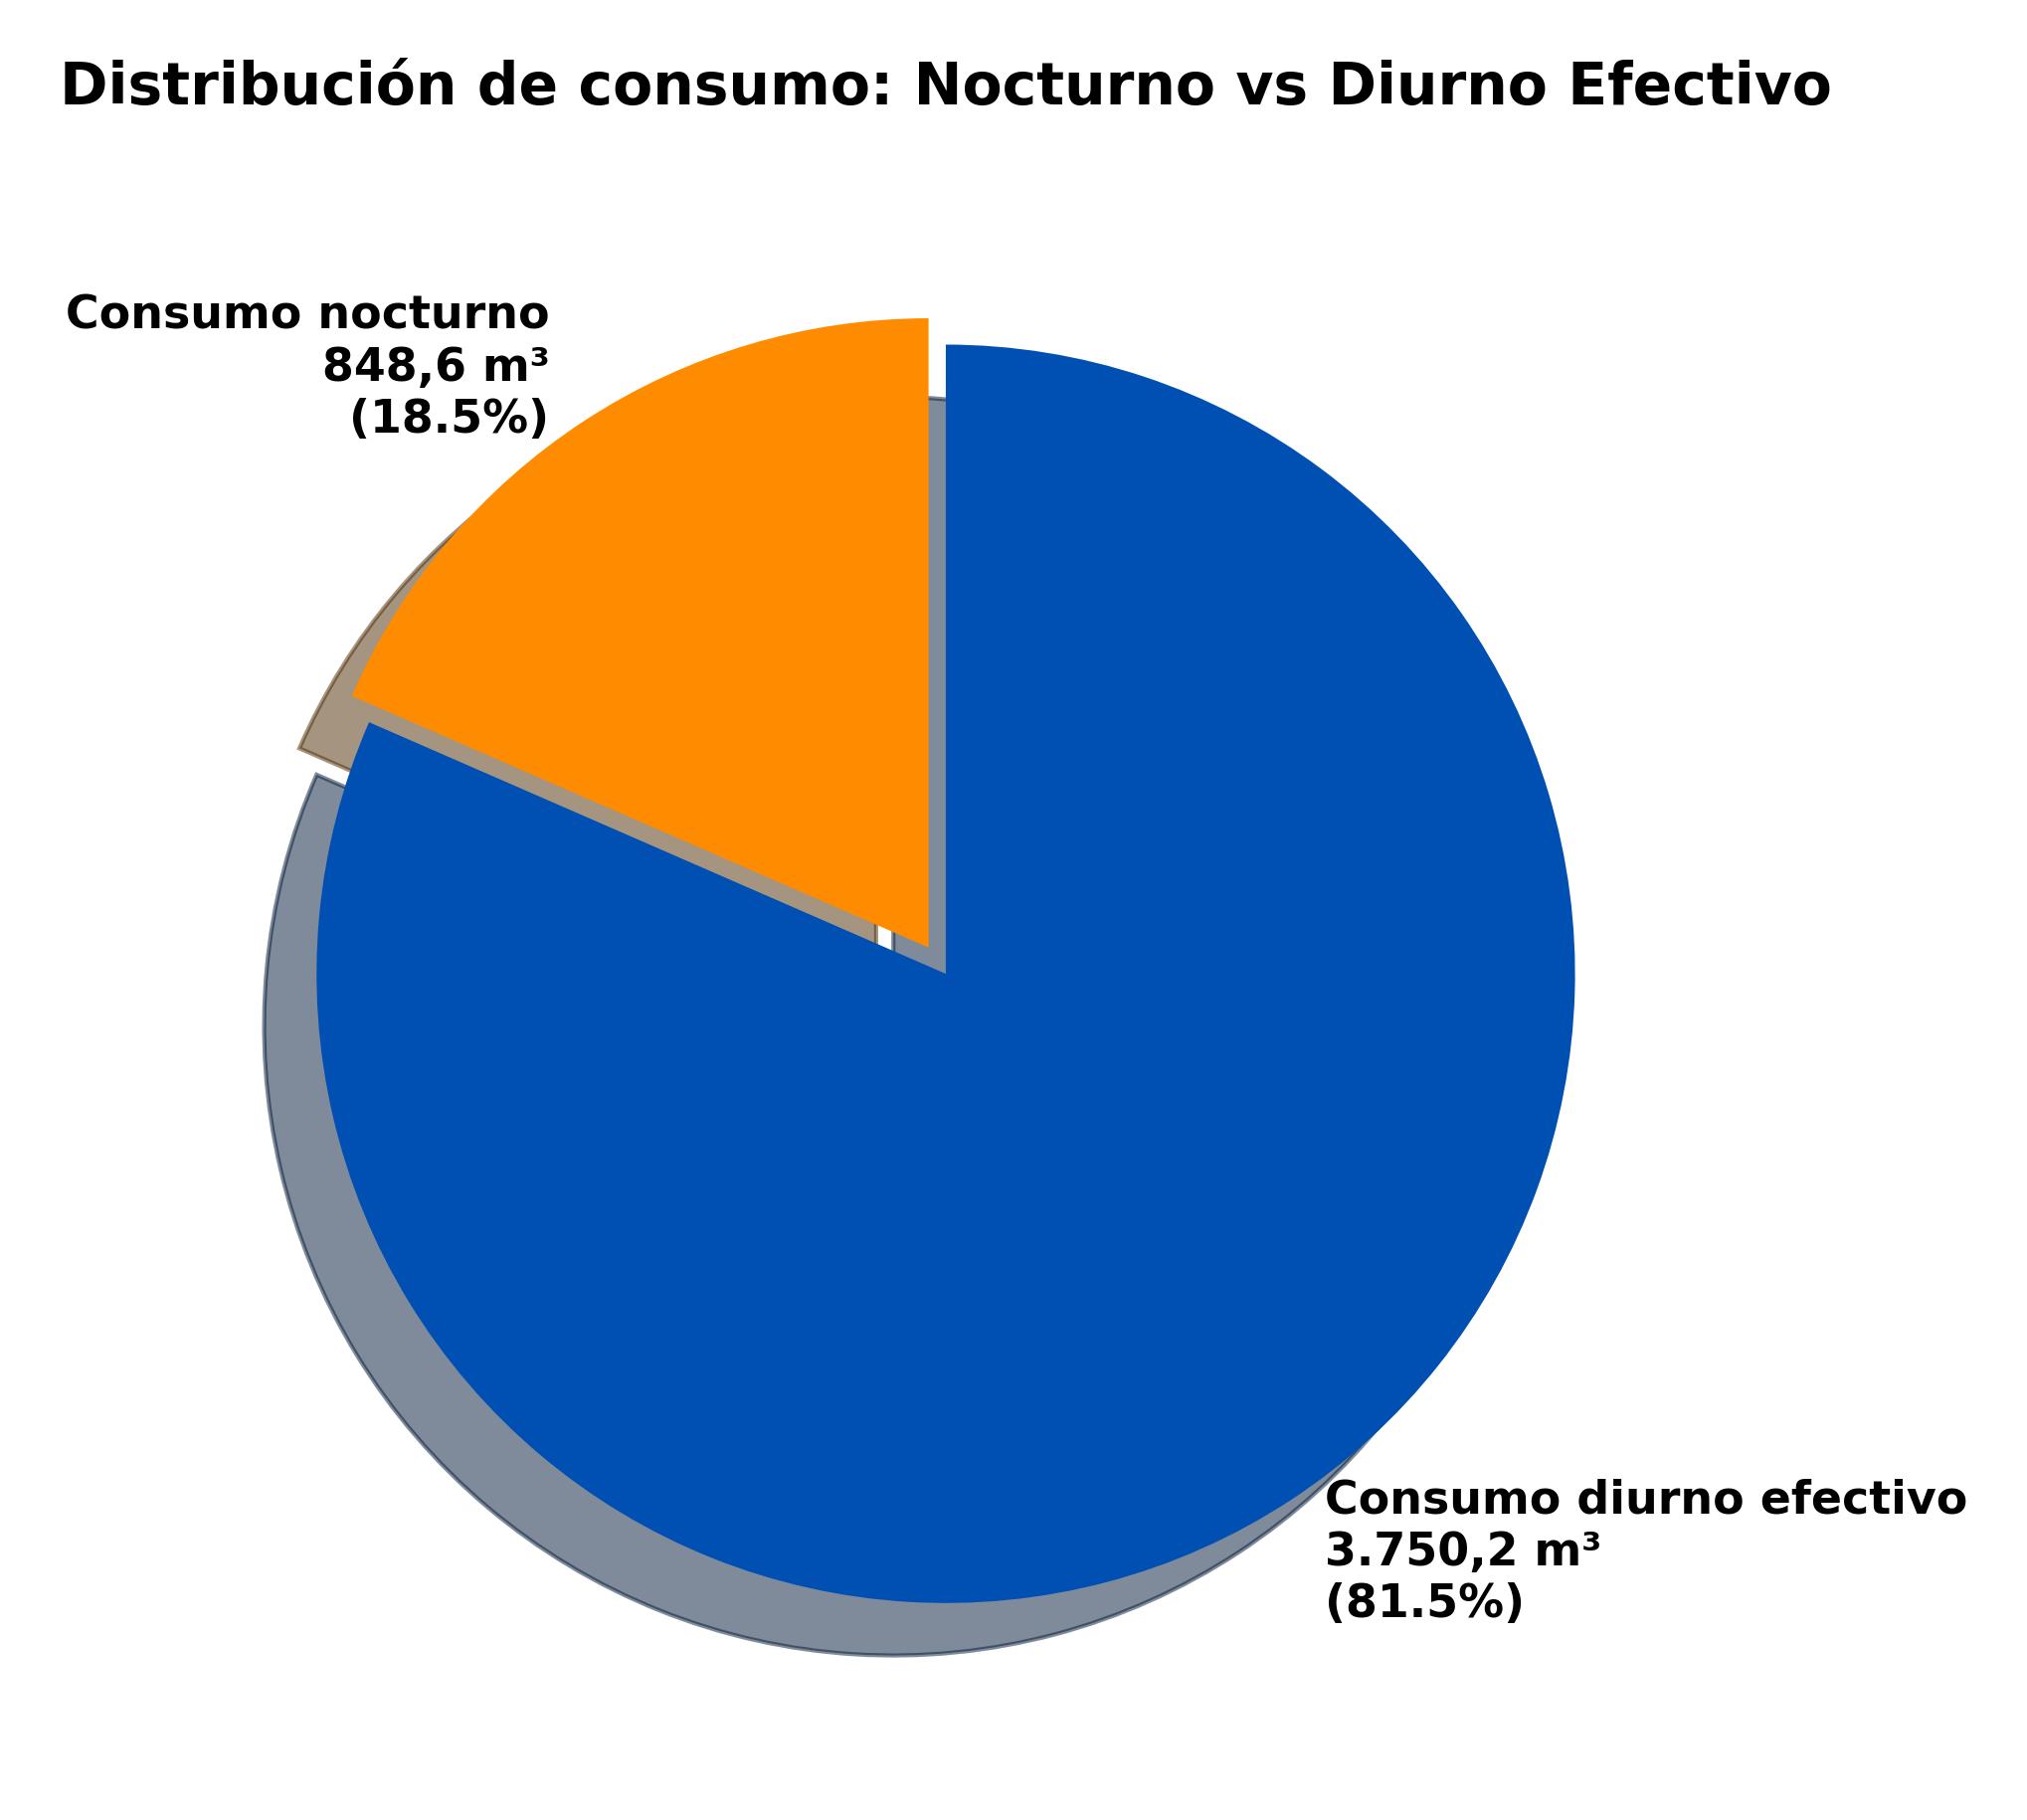 Distribución de consumo: Nocturno vs Diurno Efectivo
Consumo nocturno
848,6 m³
(18.5%)
Consumo diurno efectivo
3.750,2 m³
(81.5%)